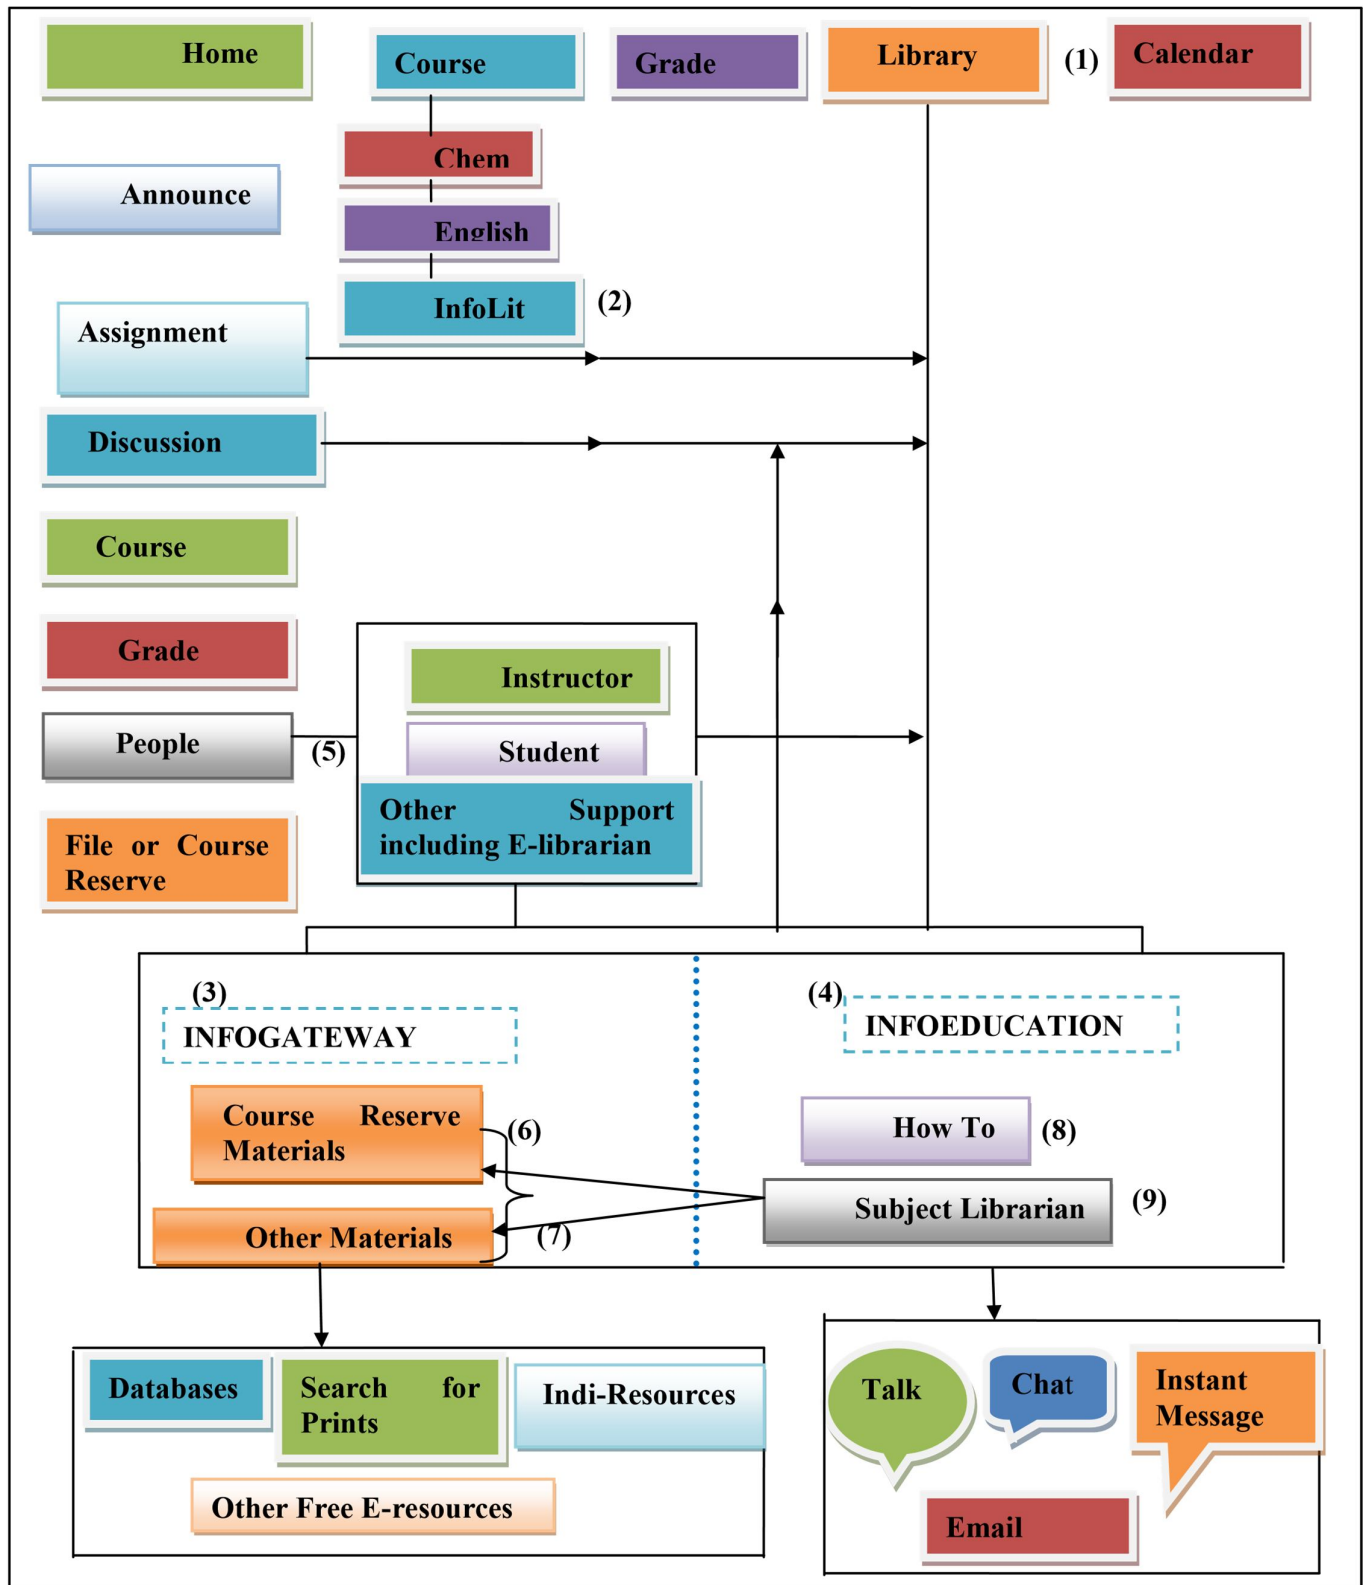 Home
Course
Grade
Library
(1)
Calendar
Chem
Announce
English
InfoLit
(2)
Assignment
Discussion
Course
Grade
Instructor
People
(5)
Student
Other Support
including E-librarian
File or Course
Reserve
(3)
INFOGATEWAY
(4)
INFOEDUCATION
Course Reserve
Materials
(6)
How To
(8)
Subject Librarian
(9)
Other Materials
(7)
Databases
Search for
Prints
Indi-Resources
Other Free E-resources
Talk
Chat
Instant
Message
Email